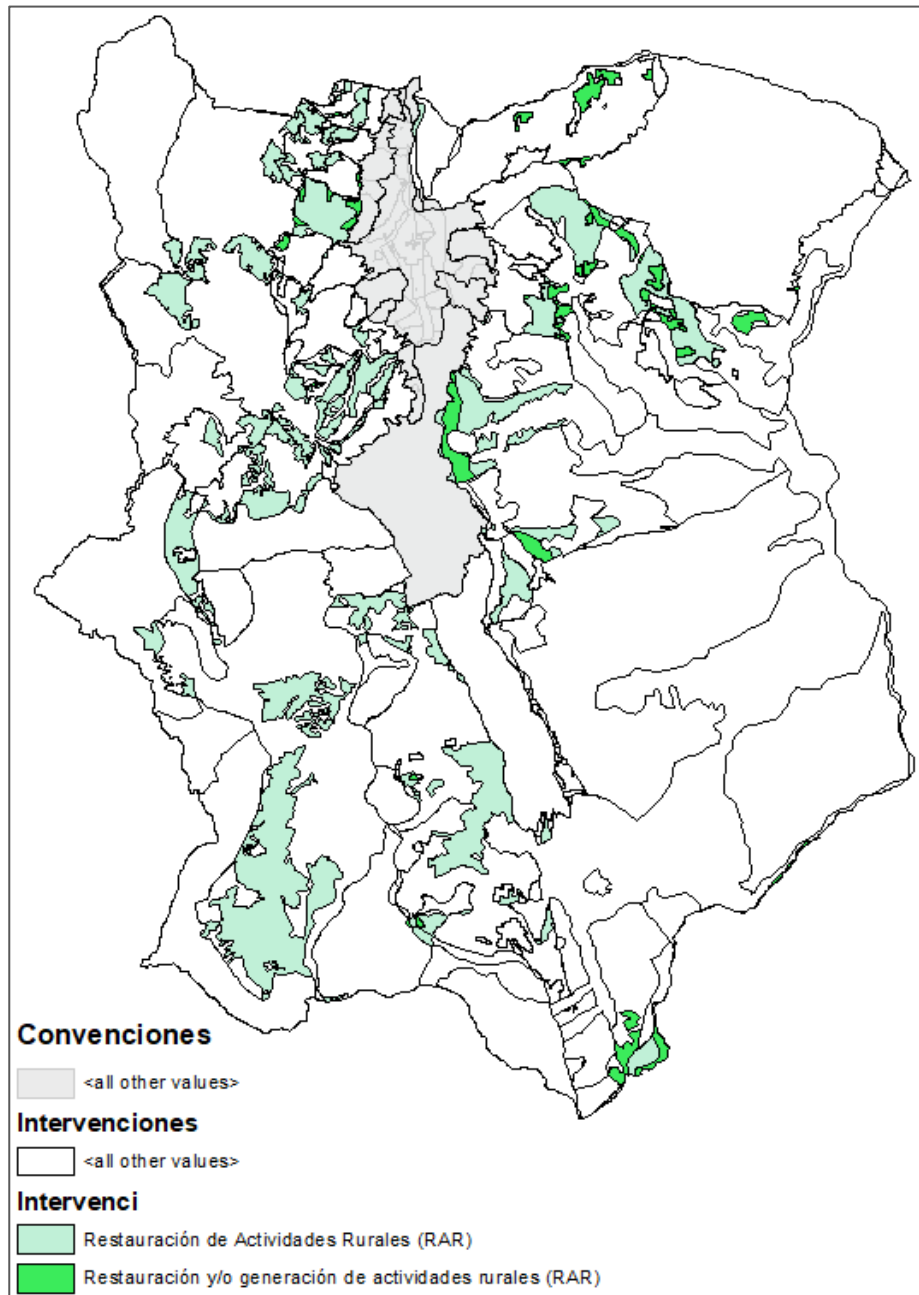 Convenciones
<all other values>
Intervenciones
<all other values>
Intervenci
Restauración de Actividades Rurales (RAR)
Restauración y/o generación de actividades rurales (RAR)